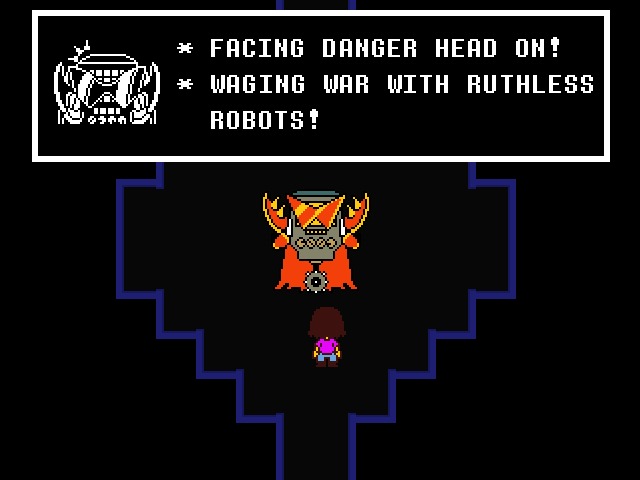 * FACING DANGER HEAD ON!
* WAGING WAR WITH RUTHLESS
ROBOTS!